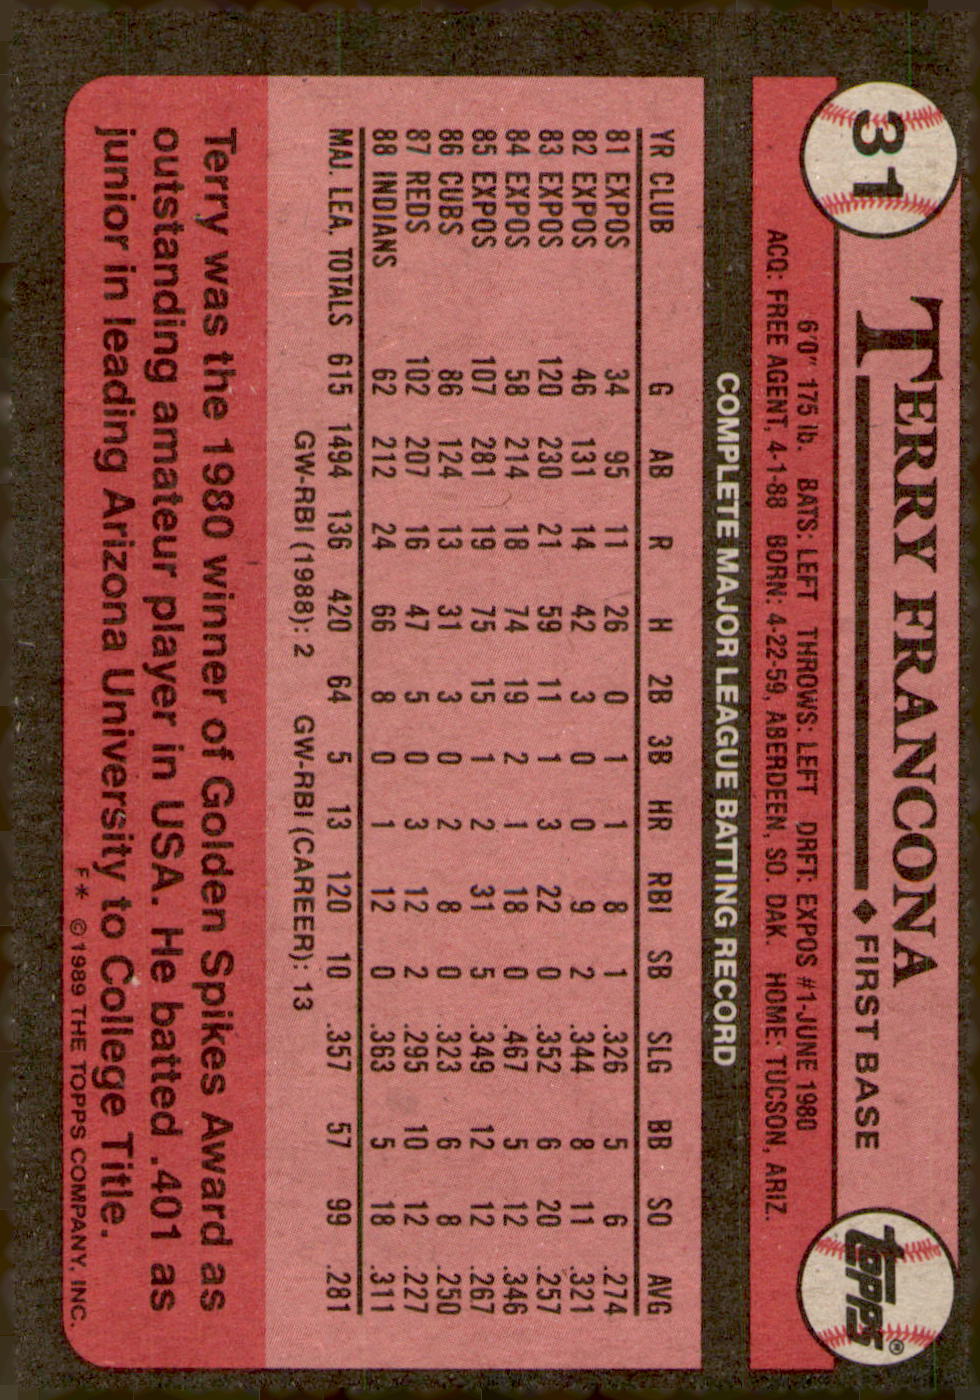 31
TERRY FRANCONA
◆ FIRST BASE
topps®
6'0" 175 lb. BATS: LEFT THROWS: LEFT DRFT: EXPOS #1-JUNE 1980
ACQ: FREE AGENT, 4-1-88 BORN: 4-22-59, ABERDEEN, SO. DAK. HOME: TUCSON, ARIZ.
COMPLETE MAJOR LEAGUE BATTING RECORD
YR CLUB G AB R H 2B 3B HR RBI SB SLG BB SO AVG
81 EXPOS 34 95 11 26 0 1 1 8 1 .326 5 6 .274
82 EXPOS 46 131 14 42 3 0 0 9 2 .344 8 11 .321
83 EXPOS 120 230 21 59 11 1 3 22 0 .352 6 20 .257
84 EXPOS 58 214 18 74 19 2 1 18 0 .467 5 12 .346
85 EXPOS 107 281 19 75 15 1 2 31 5 .349 12 12 .267
86 CUBS 86 124 13 31 3 0 2 8 0 .323 6 8 .250
87 REDS 102 207 16 47 5 0 3 12 2 .295 10 12 .227
88 INDIANS 62 212 24 66 8 0 1 12 0 .363 5 18 .311
MAJ. LEA. TOTALS 615 1494 136 420 64 5 13 120 10 .357 57 99 .281
GW-RBI (1988): 2 GW-RBI (CAREER): 13
Terry was the 1980 winner of Golden Spikes Award as
outstanding amateur player in USA. He batted .401 as
junior in leading Arizona University to College Title.
F* ©1989 THE TOPPS COMPANY, INC.